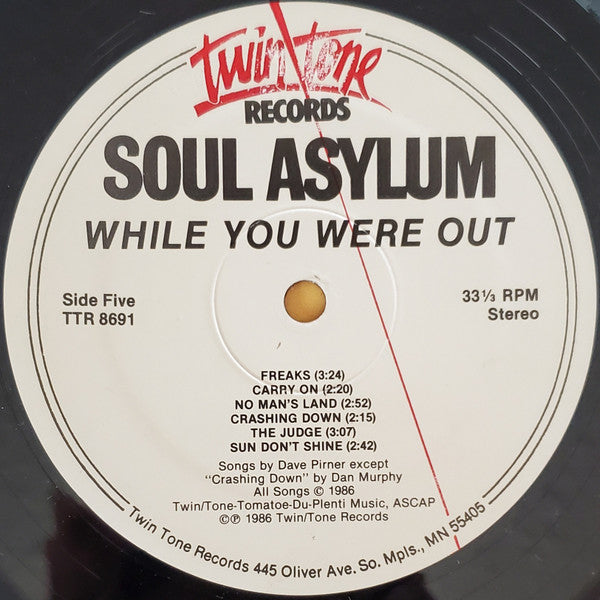 twin/tone
RECORDS
SOUL ASYLUM
WHILE YOU WERE OUT
Side Five
TTR 8691
33 1/3 RPM
Stereo
FREAKS (3:24)
CARRY ON (2:20)
NO MAN'S LAND (2:52)
CRASHING DOWN (2:15)
THE JUDGE (3:07)
SUN DON'T SHINE (2:42)
Songs by Dave Pirner except
"Crashing Down" by Dan Murphy
All Songs © 1986
Twin/Tone-Tomatoe-Du-Plenti Music, ASCAP
©℗ 1986 Twin/Tone Records
Twin Tone Records 445 Oliver Ave. So. Mpls., MN 55405